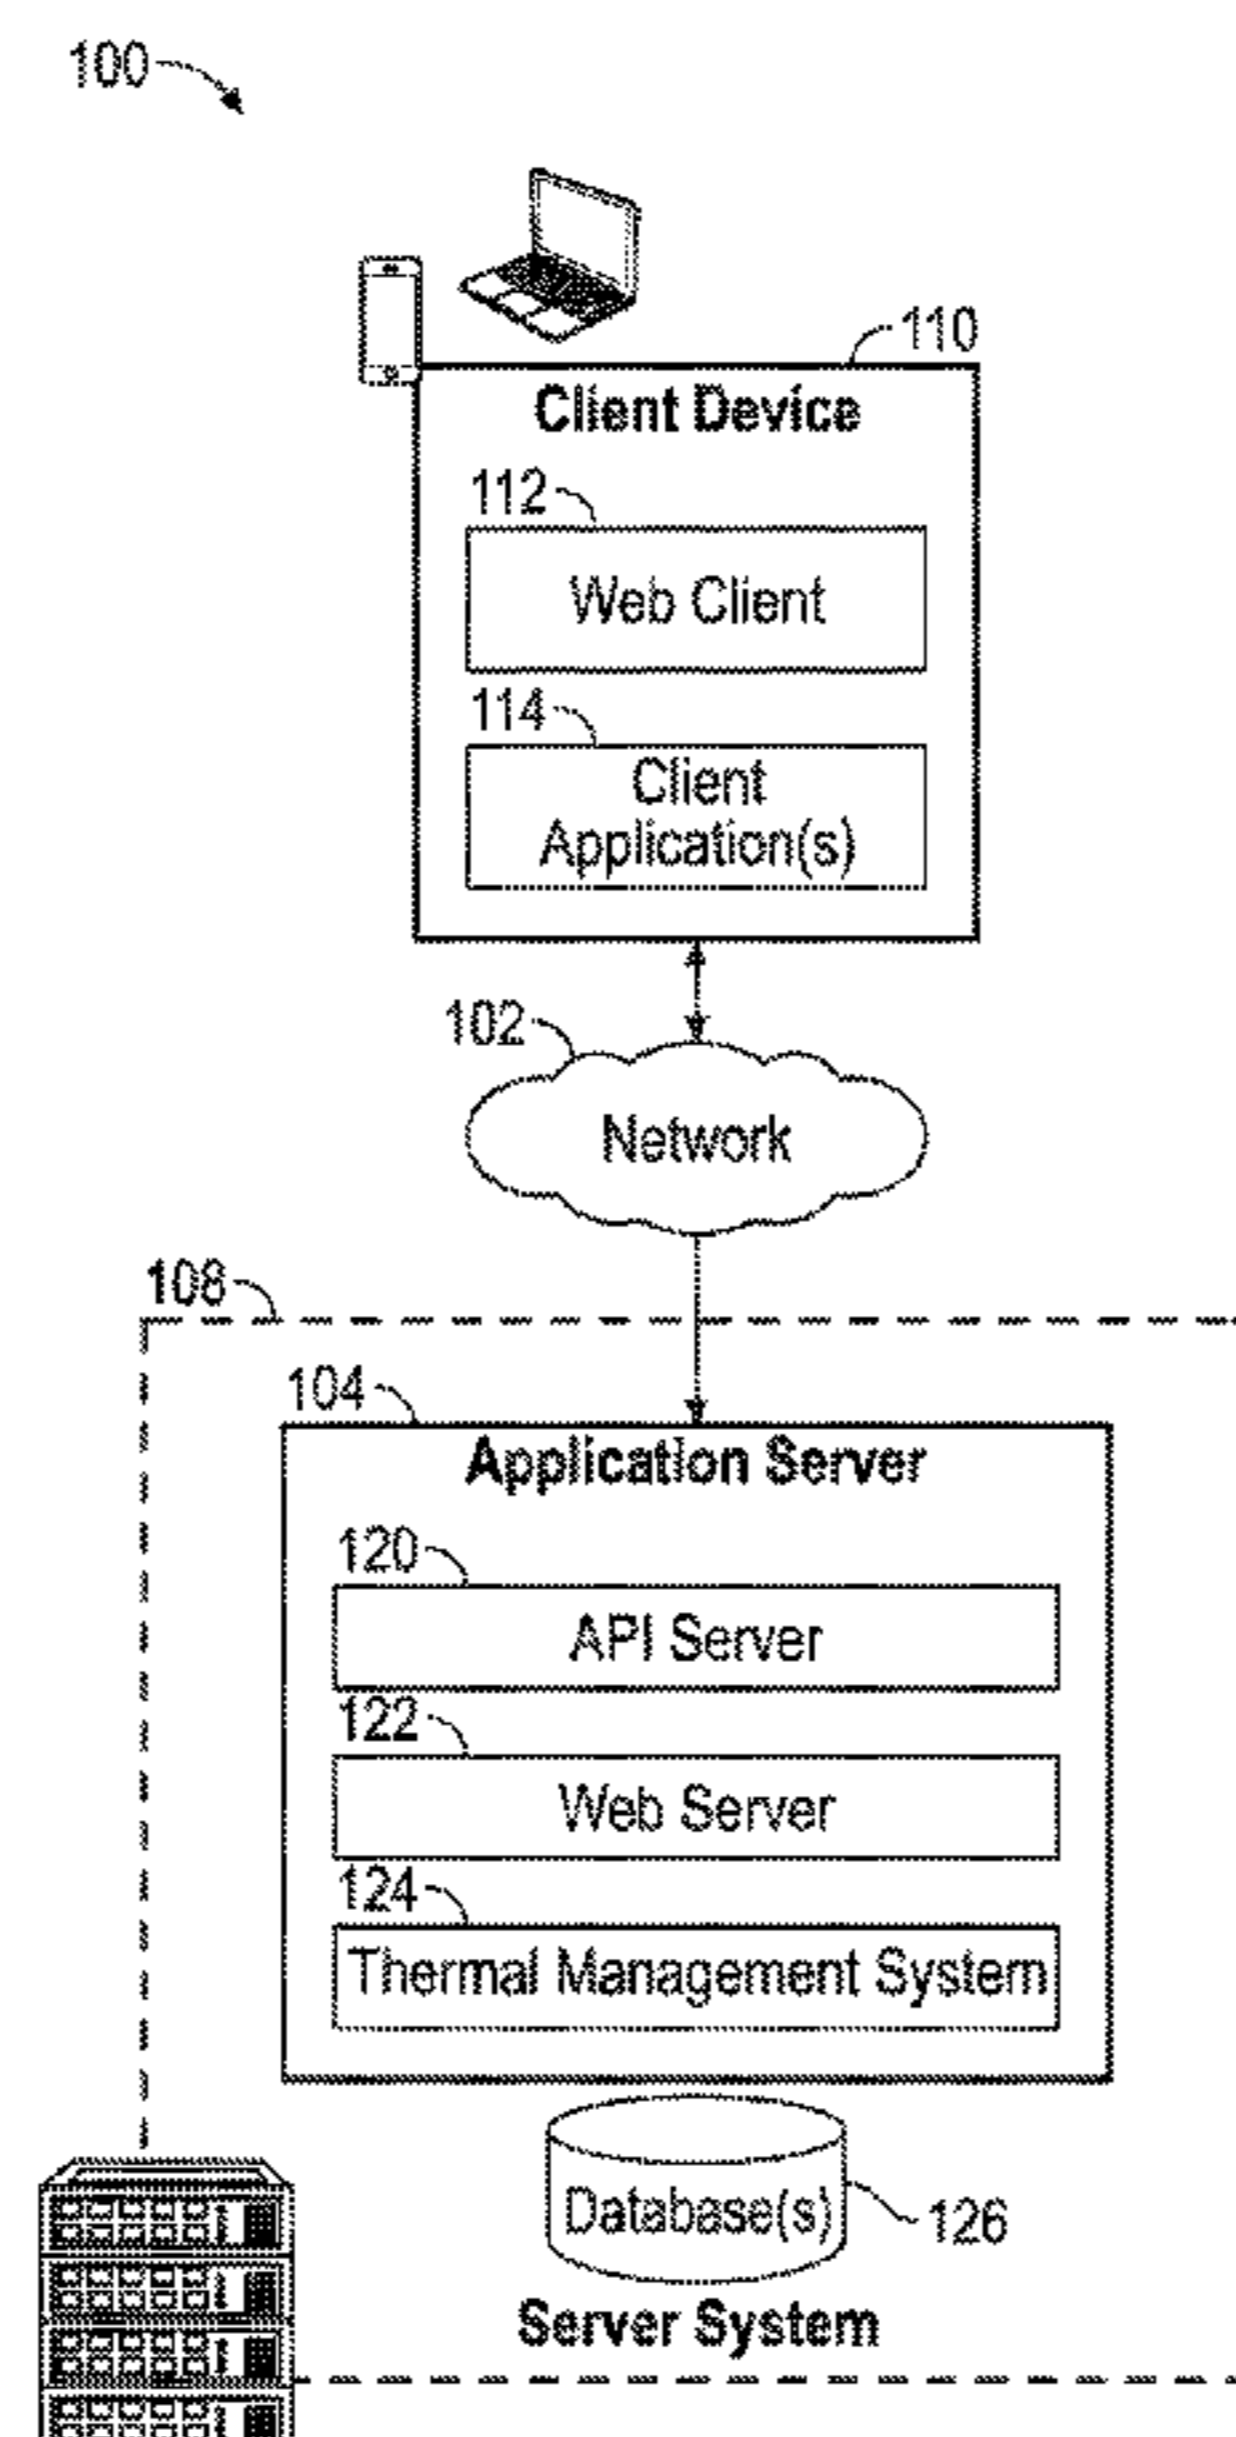 100
110
Client Device
112
Web Client
114
Client
Application(s)
102
Network
108
104
Application Server
120
API Server
122
Web Server
124
Thermal Management System
Database(s)
126
Server System